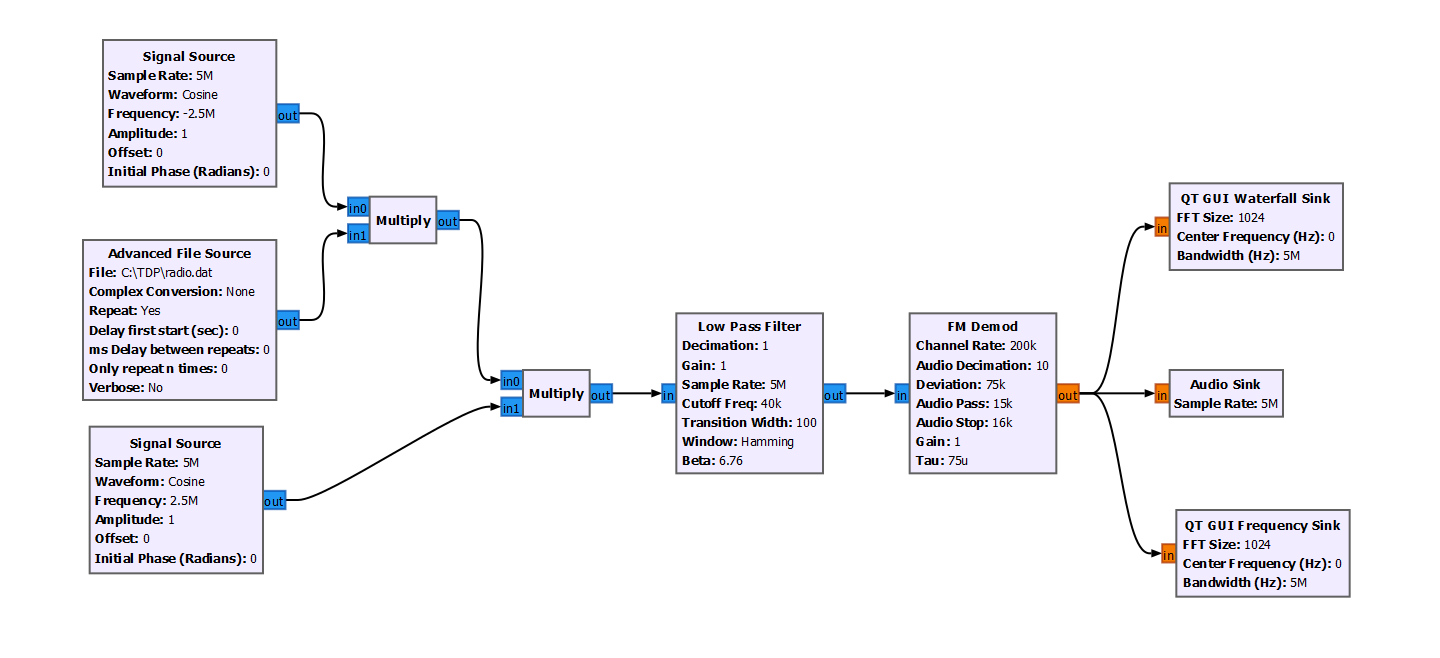 Signal Source
Sample Rate: 5M
Waveform: Cosine
Frequency: -2.5M
Amplitude: 1
Offset: 0
Initial Phase (Radians): 0
out
Advanced File Source
File: C:\TDP\radio.dat
Complex Conversion: None
Repeat: Yes
Delay first start (sec): 0
ms Delay between repeats: 0
Only repeat n times: 0
Verbose: No
out
Signal Source
Sample Rate: 5M
Waveform: Cosine
Frequency: 2.5M
Amplitude: 1
Offset: 0
Initial Phase (Radians): 0
out
in0
in1
Multiply
out
in0
in1
Multiply
out
in
Low Pass Filter
Decimation: 1
Gain: 1
Sample Rate: 5M
Cutoff Freq: 40k
Transition Width: 100
Window: Hamming
Beta: 6.76
out
in
FM Demod
Channel Rate: 200k
Audio Decimation: 10
Deviation: 75k
Audio Pass: 15k
Audio Stop: 16k
Gain: 1
Tau: 75u
out
in
QT GUI Waterfall Sink
FFT Size: 1024
Center Frequency (Hz): 0
Bandwidth (Hz): 5M
in
Audio Sink
Sample Rate: 5M
in
QT GUI Frequency Sink
FFT Size: 1024
Center Frequency (Hz): 0
Bandwidth (Hz): 5M